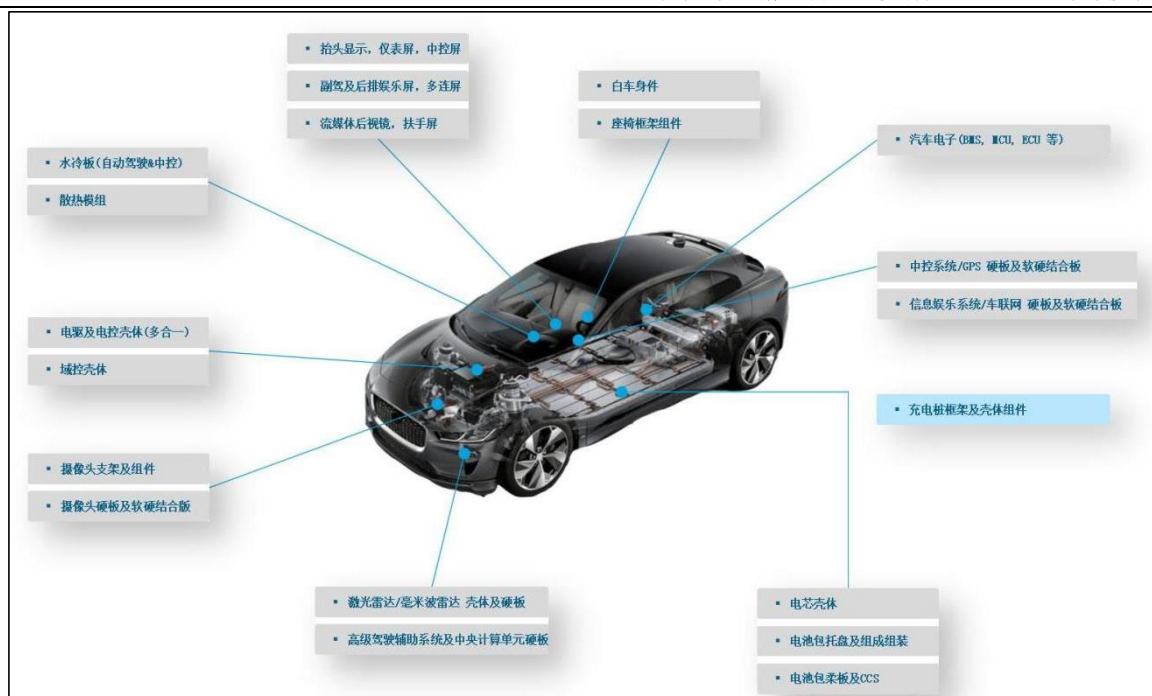 抬头显示，仪表屏，中控屏
副驾及后排娱乐屏，多连屏
流媒体后视镜，扶手屏
白车身件
座椅框架组件
汽车电子(BMS, MCU, ECU 等)
水冷板(自动驾驶&中控)
散热模组
中控系统/GPS 硬板及软硬结合板
信息娱乐系统/车联网 硬板及软硬结合板
电驱及电控壳体(多合一)
域控壳体
充电桩框架及壳体组件
摄像头支架及组件
摄像头硬板及软硬结合版
激光雷达/毫米波雷达 壳体及硬板
高级驾驶辅助系统及中央计算单元硬板
电芯壳体
电池包托盘及组成组装
电池包柔板及CCS